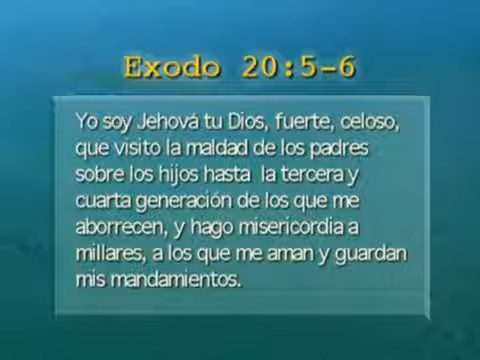 Exodo 20:5-6
Yo soy Jehová tu Dios, fuerte, celoso,
que visito la maldad de los padres
sobre los hijos hasta la tercera y
cuarta generación de los que me
aborrecen, y hago misericordia a
millares, a los que me aman y guardan
mis mandamientos.